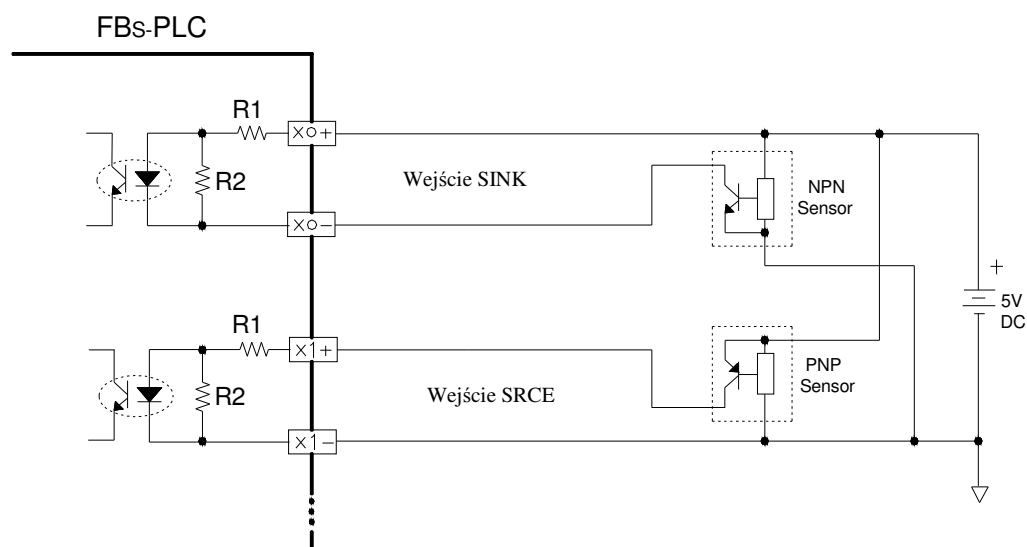 FBs-PLC
R1
X0+
R2
Wejście SINK
NPN
Sensor
X0-
+
5V
DC
R1
X1+
R2
Wejście SRCE
PNP
Sensor
X1-